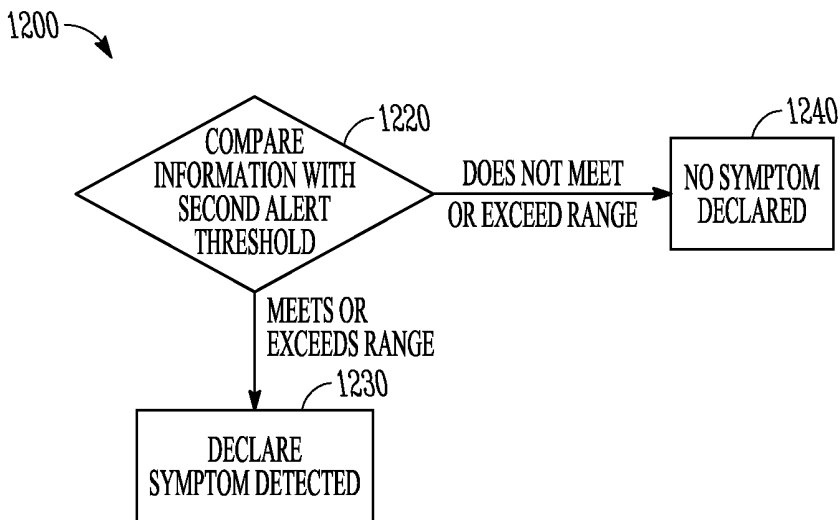 1200
1220
COMPARE
INFORMATION WITH
SECOND ALERT
THRESHOLD
DOES NOT MEET
OR EXCEED RANGE
1240
NO SYMPTOM
DECLARED
MEETS OR
EXCEEDS RANGE
1230
DECLARE
SYMPTOM DETECTED